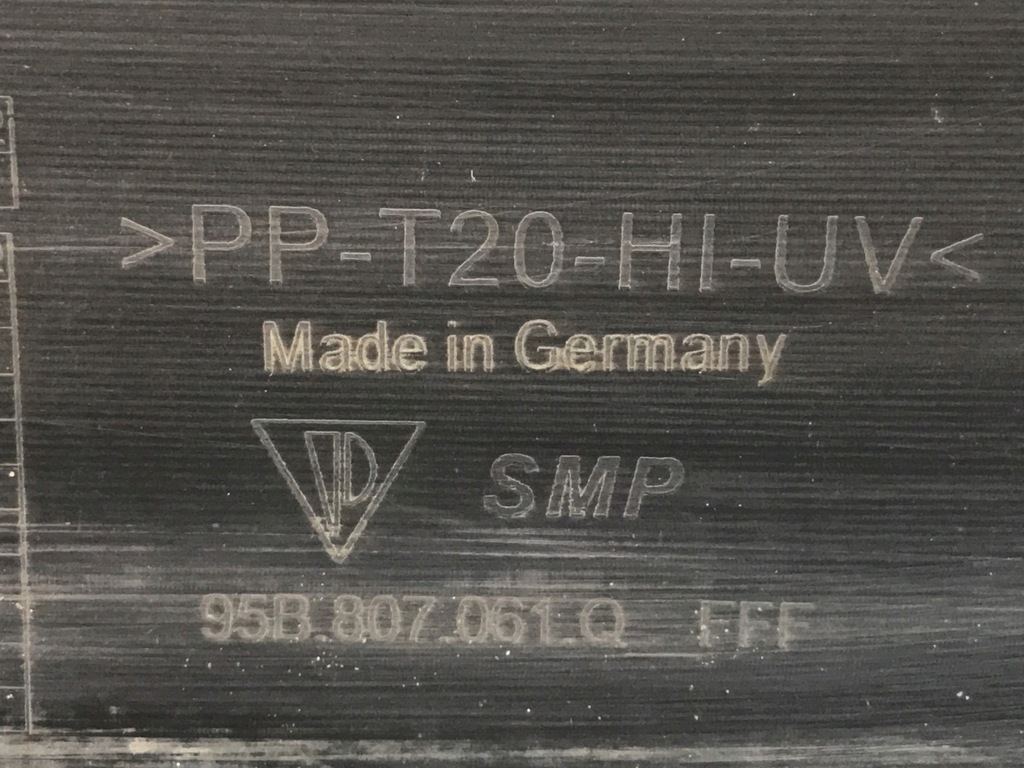 >PP-T20-HI-UV<
Made in Germany
SMP
95B.807.061.Q FFF